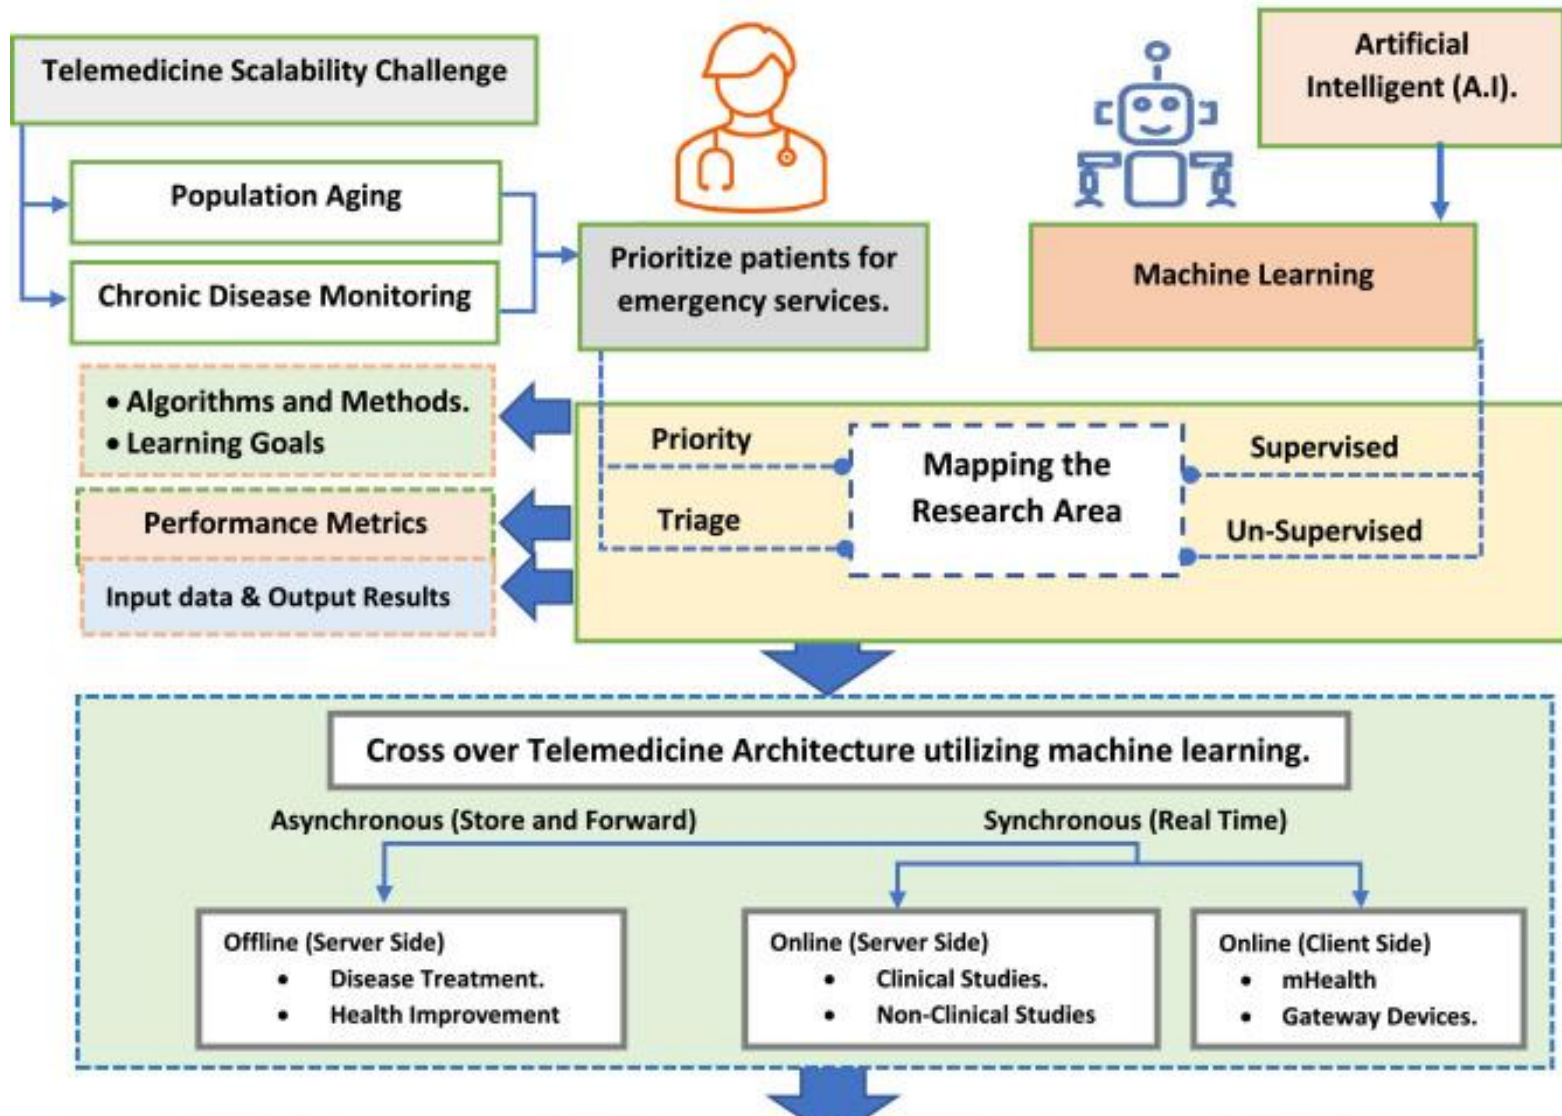 Telemedicine Scalability Challenge
Population Aging
Chronic Disease Monitoring
Prioritize patients for
emergency services.
Artificial
Intelligent (A.I).
Machine Learning
• Algorithms and Methods.
• Learning Goals
Performance Metrics
Input data & Output Results
Priority
Triage
Mapping the
Research Area
Supervised
Un-Supervised
Cross over Telemedicine Architecture utilizing machine learning.
Asynchronous (Store and Forward)
Synchronous (Real Time)
Offline (Server Side)
• Disease Treatment.
• Health Improvement
Online (Server Side)
• Clinical Studies.
• Non-Clinical Studies
Online (Client Side)
• mHealth
• Gateway Devices.